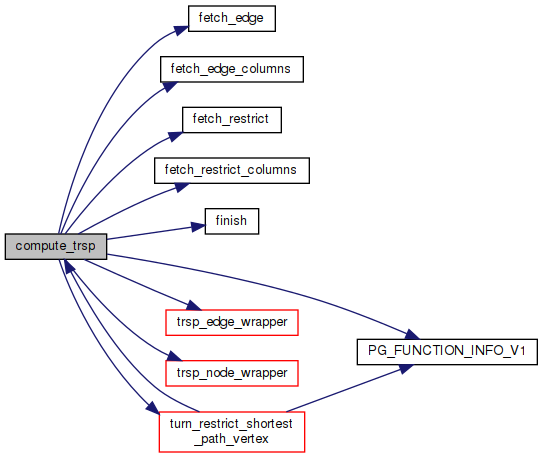 fetch_edge
fetch_edge_columns
fetch_restrict
fetch_restrict_columns
finish
compute_trsp
trsp_edge_wrapper
PG_FUNCTION_INFO_V1
trsp_node_wrapper
turn_restrict_shortest
_path_vertex